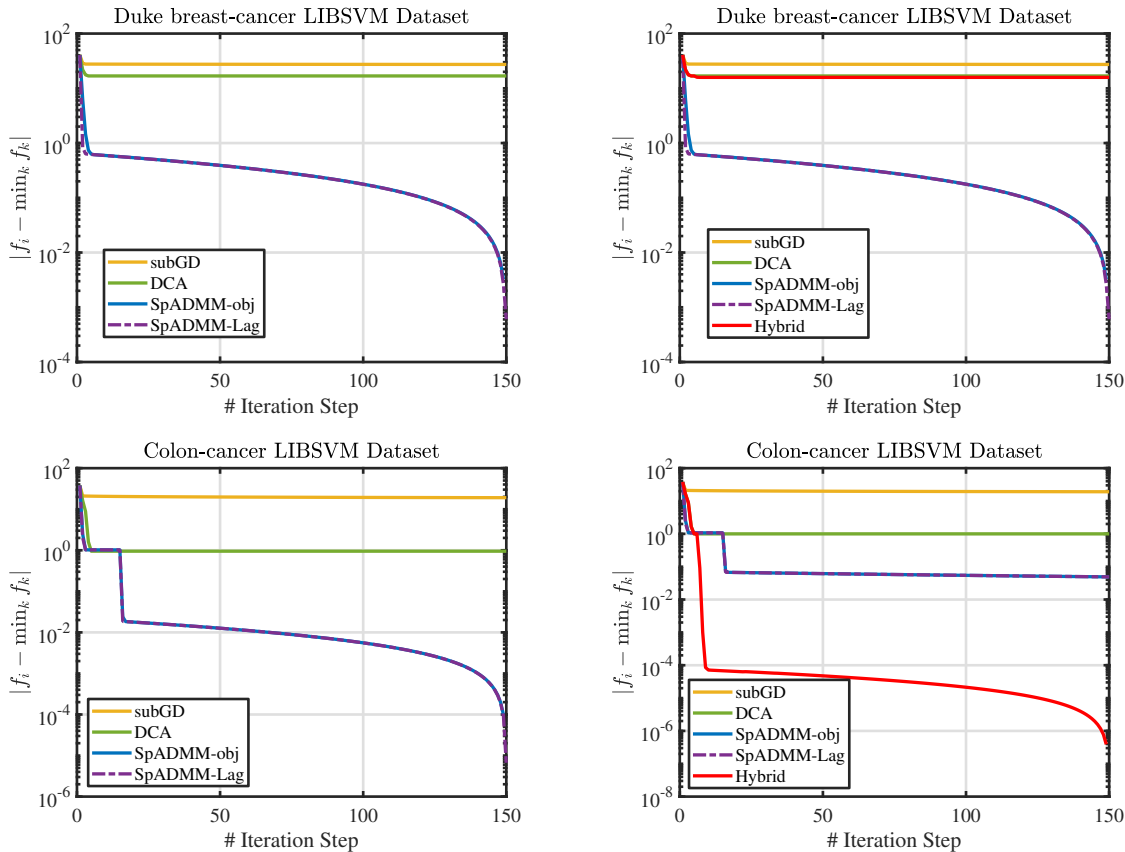 Duke breast-cancer LIBSVM Dataset
10^2
10^0
10^-2
10^-4
|f_i − min_k f_k|
subGD
DCA
SpADMM-obj
SpADMM-Lag
0 50 100 150
# Iteration Step
Duke breast-cancer LIBSVM Dataset
10^2
10^0
10^-2
10^-4
|f_i − min_k f_k|
subGD
DCA
SpADMM-obj
SpADMM-Lag
Hybrid
0 50 100 150
# Iteration Step
Colon-cancer LIBSVM Dataset
10^2
10^0
10^-2
10^-4
10^-6
|f_i − min_k f_k|
subGD
DCA
SpADMM-obj
SpADMM-Lag
0 50 100 150
# Iteration Step
Colon-cancer LIBSVM Dataset
10^2
10^0
10^-2
10^-4
10^-6
10^-8
|f_i − min_k f_k|
subGD
DCA
SpADMM-obj
SpADMM-Lag
Hybrid
0 50 100 150
# Iteration Step